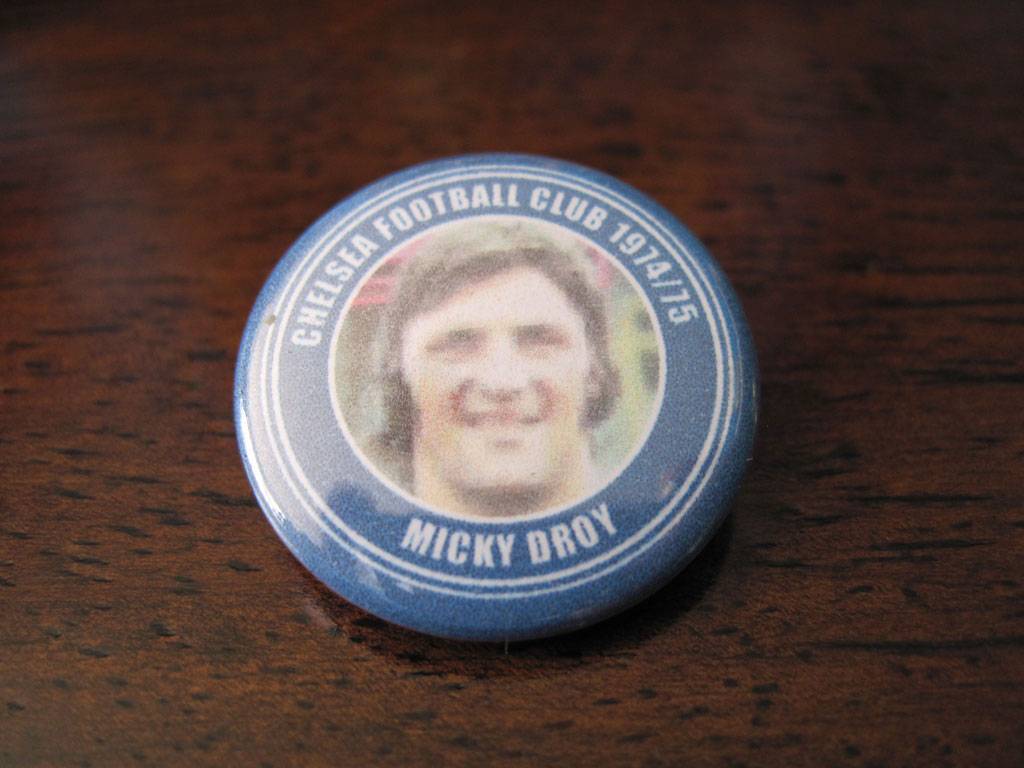 CHELSEA FOOTBALL CLUB 1974/75
MICKY DROY